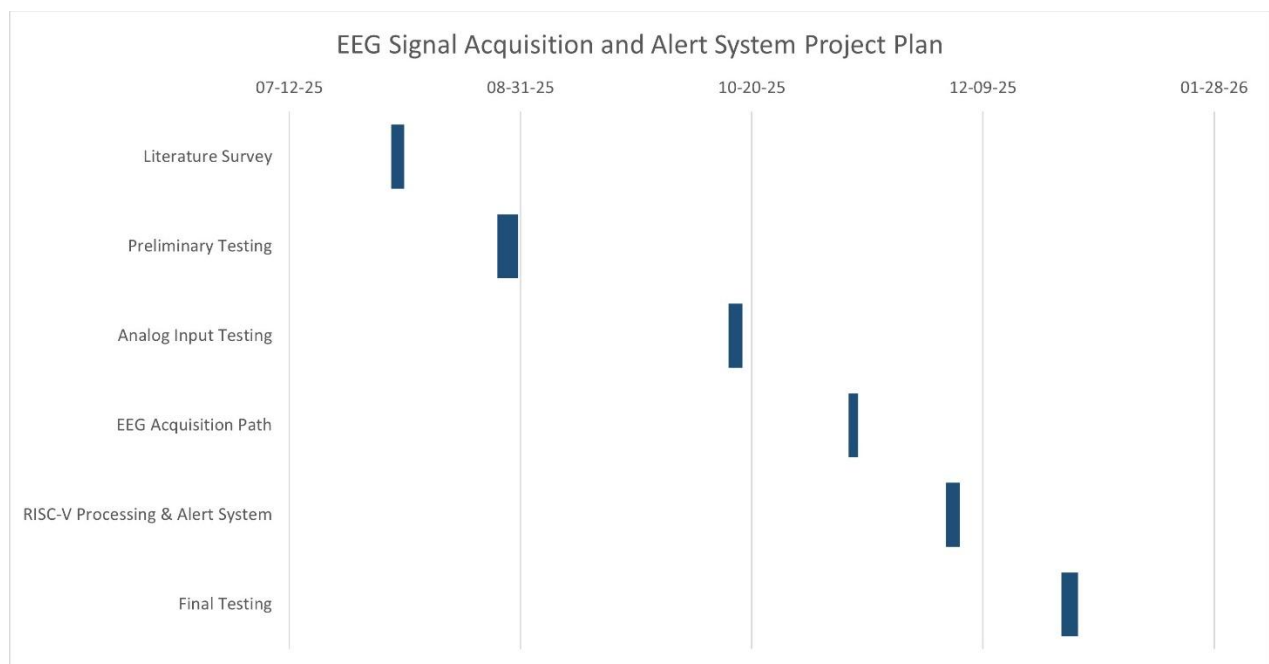 EEG Signal Acquisition and Alert System Project Plan
07-12-25 08-31-25 10-20-25 12-09-25 01-28-26
Literature Survey
Preliminary Testing
Analog Input Testing
EEG Acquisition Path
RISC-V Processing & Alert System
Final Testing